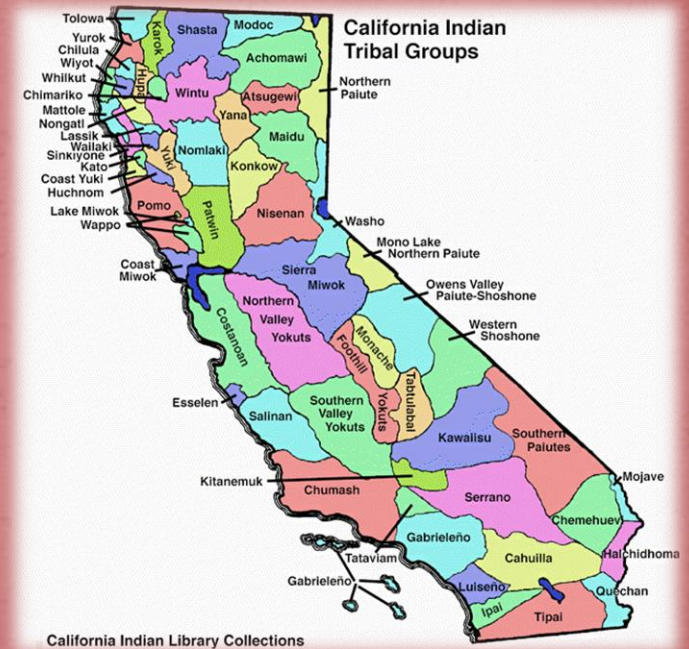 California Indian
Tribal Groups
Tolowa
Yurok
Chilula
Wiyot
Whilkut
Chimariko
Mattole
Nongatl
Lassik
Wailaki
Sinkiyone
Kato
Coast Yuki
Huchnom
Lake Miwok
Wappo
Coast
Miwok
Karok
Shasta
Modoc
Hupa
Wintu
Achomawi
Atsugewi
Northern
Paiute
Yana
Maidu
Yuki
Nomlaki
Konkow
Pomo
Patwin
Nisenan
Washo
Mono Lake
Northern Paiute
Sierra
Miwok
Owens Valley
Paiute-Shoshone
Northern
Valley
Yokuts
Costanoan
Western
Shoshone
Monache
Foothill
Yokuts
Tabtulabal
Esselen
Salinan
Southern
Valley
Yokuts
Kawaiisu
Southern
Paiutes
Kitanemuk
Chumash
Serrano
Mojave
Chemehuev
Tataviam
Gabrieleño
Cahuilla
Halchidhoma
Gabrieleño
Luiseño
Quechan
Ipai
Tipai
California Indian Library Collections